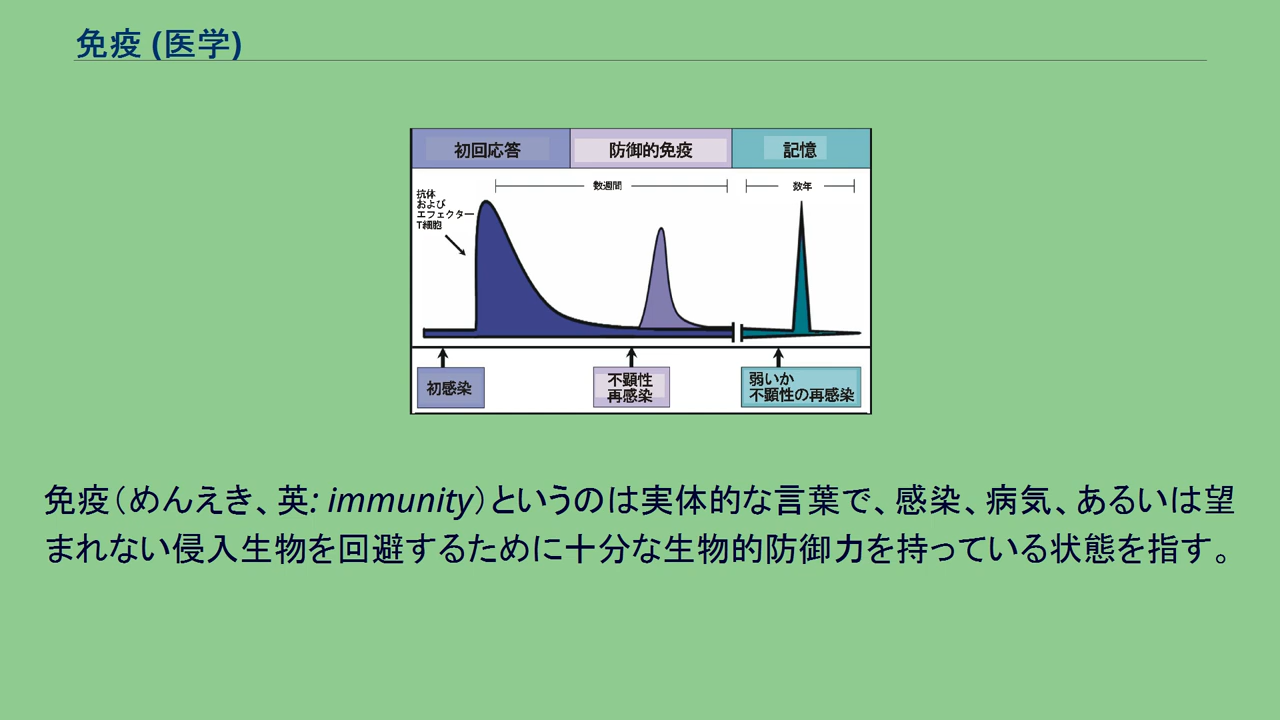 免疫 (医学)
初回応答
防御的免疫
記憶
数週間
数年
抗体
および
エフェクター
T細胞
初感染
不顕性
再感染
弱いか
不顕性の再感染
免疫（めんえき、英: immunity）というのは実体的な言葉で、感染、病気、あるいは望
まれない侵入生物を回避するために十分な生物的防御力を持っている状態を指す。